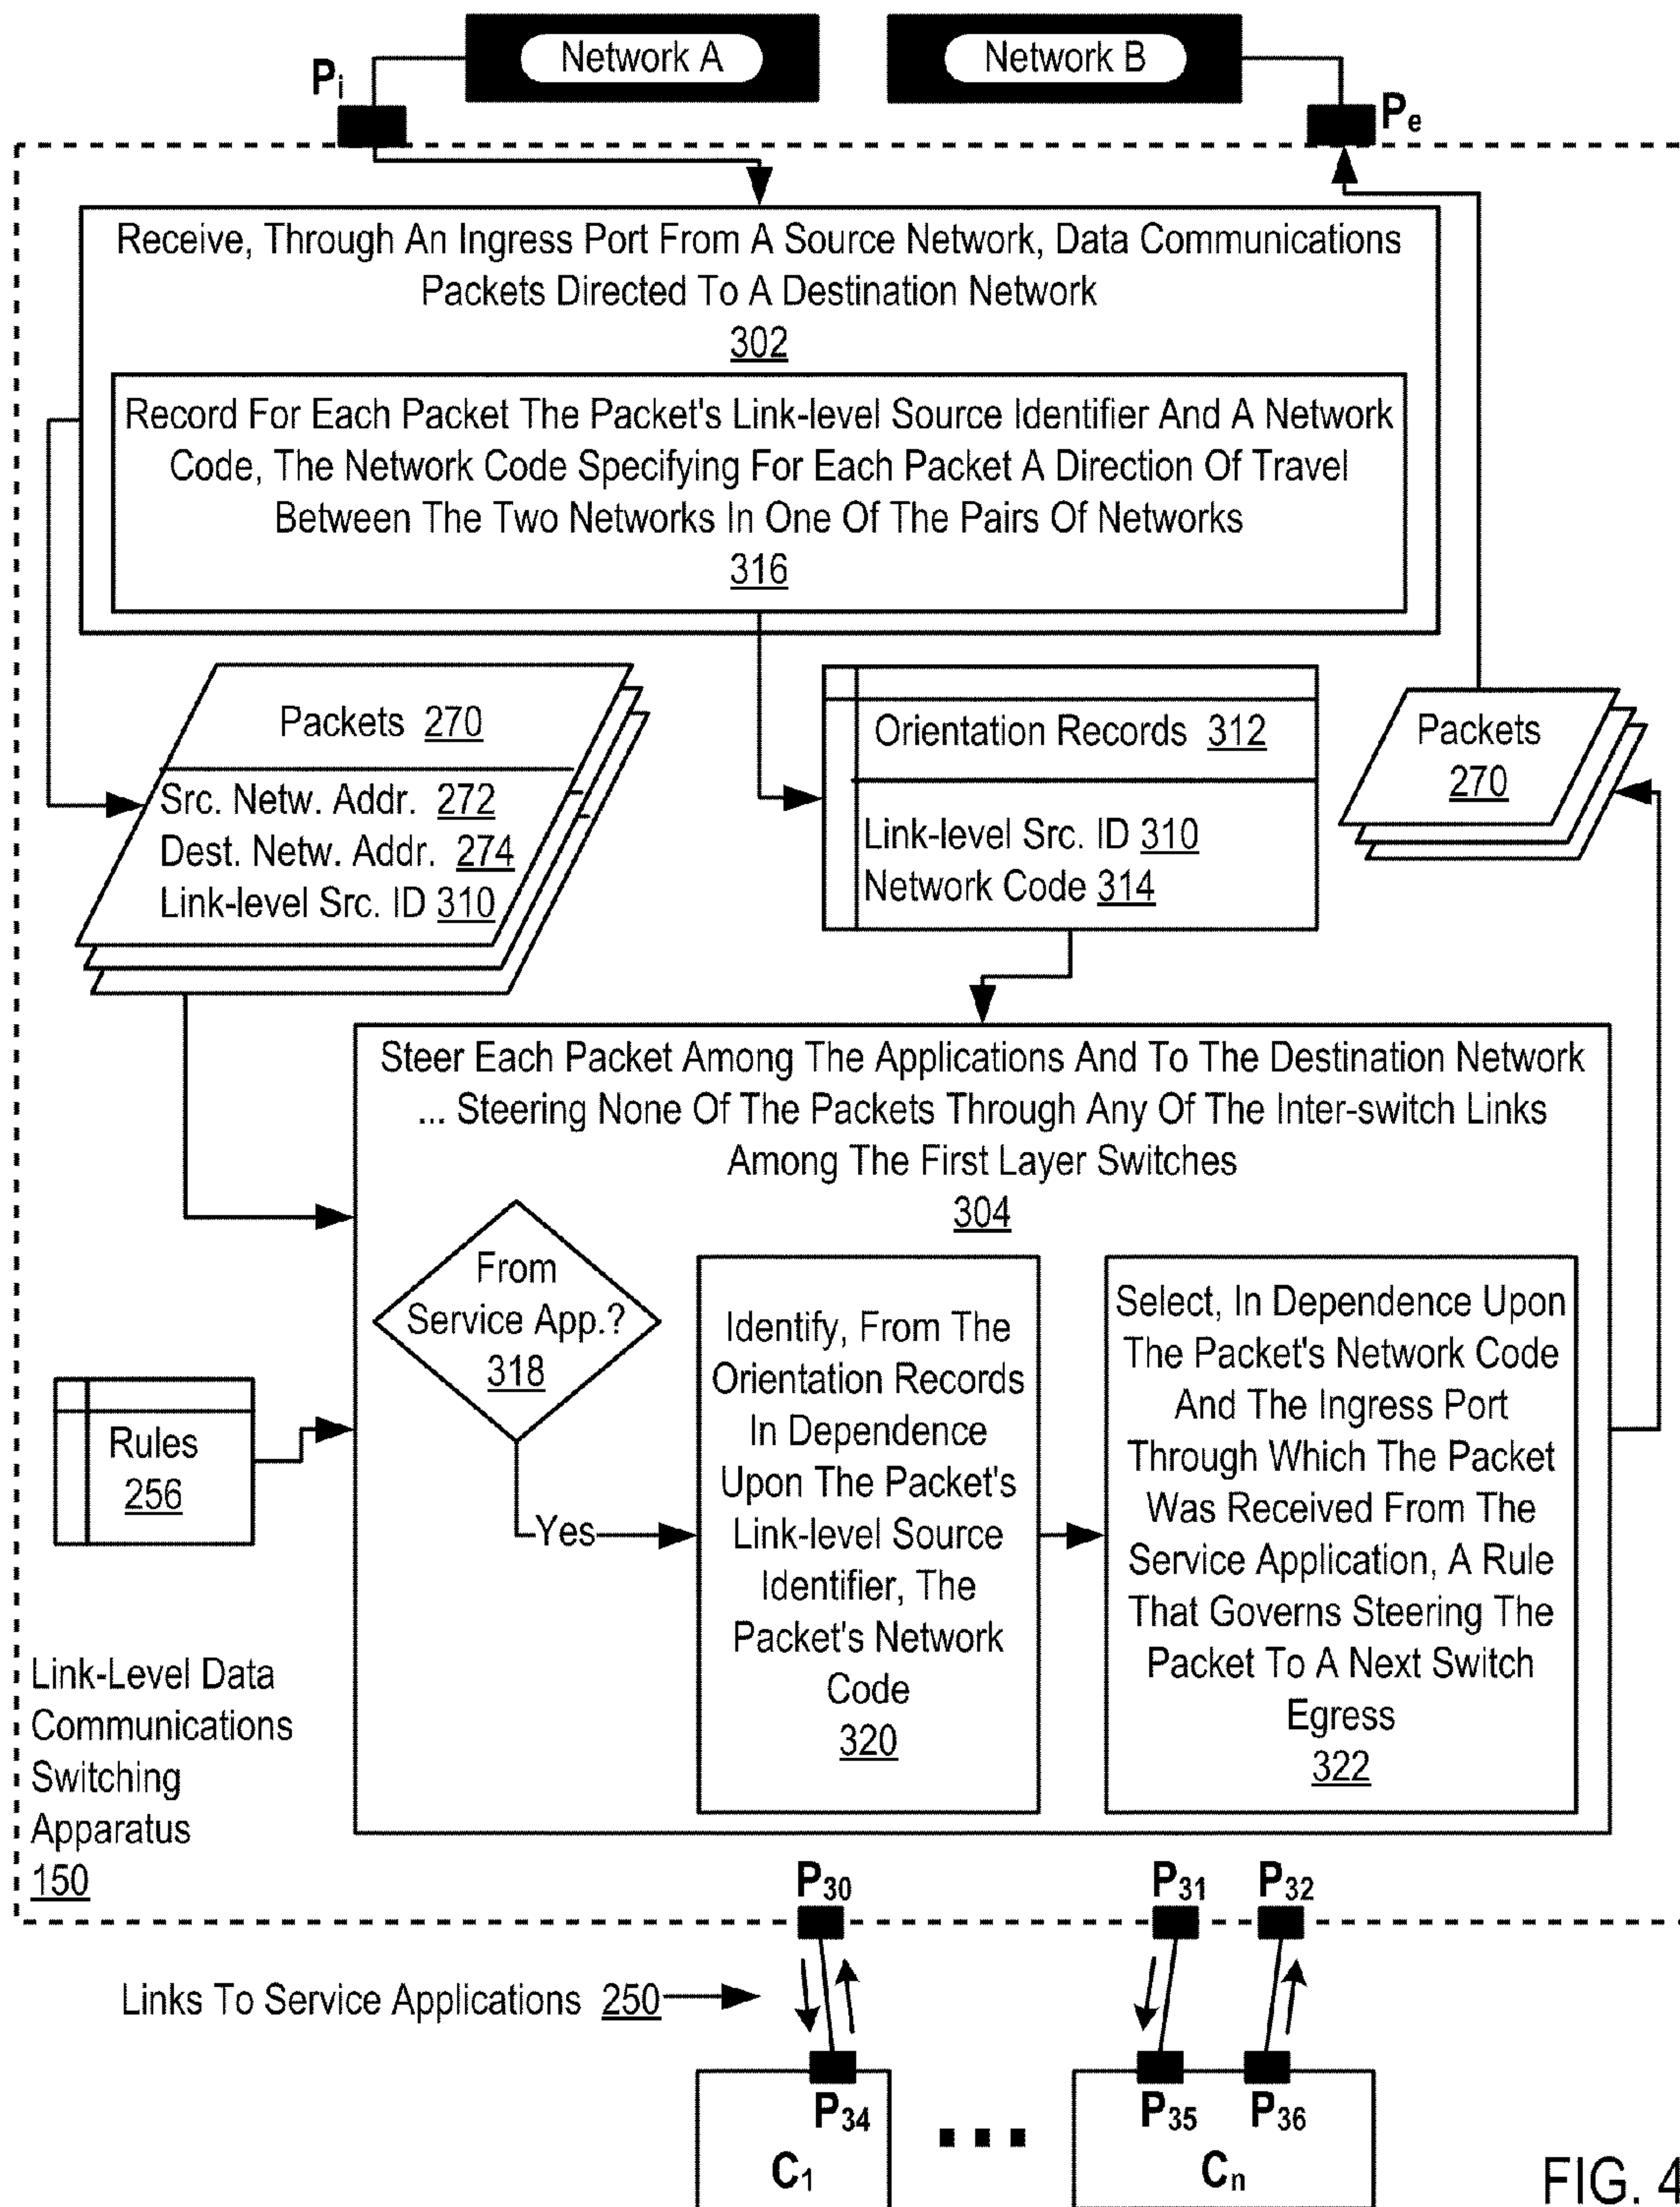 Network A
Network B
Pi
Pe
Receive, Through An Ingress Port From A Source Network, Data Communications
Packets Directed To A Destination Network
302
Record For Each Packet The Packet's Link-level Source Identifier And A Network
Code, The Network Code Specifying For Each Packet A Direction Of Travel
Between The Two Networks In One Of The Pairs Of Networks
316
Packets 270
Src. Netw. Addr. 272
Dest. Netw. Addr. 274
Link-level Src. ID 310
Orientation Records 312
Link-level Src. ID 310
Network Code 314
Packets
270
Steer Each Packet Among The Applications And To The Destination Network
... Steering None Of The Packets Through Any Of The Inter-switch Links
Among The First Layer Switches
304
From
Service App.?
318
Yes
Identify, From The
Orientation Records
In Dependence
Upon The Packet's
Link-level Source
Identifier, The
Packet's Network
Code
320
Select, In Dependence Upon
The Packet's Network Code
And The Ingress Port
Through Which The Packet
Was Received From The
Service Application, A Rule
That Governs Steering The
Packet To A Next Switch
Egress
322
Rules
256
Link-Level Data
Communications
Switching
Apparatus
150
P30
P31
P32
Links To Service Applications 250
P34
P35
P36
C1
...
Cn
FIG. 4